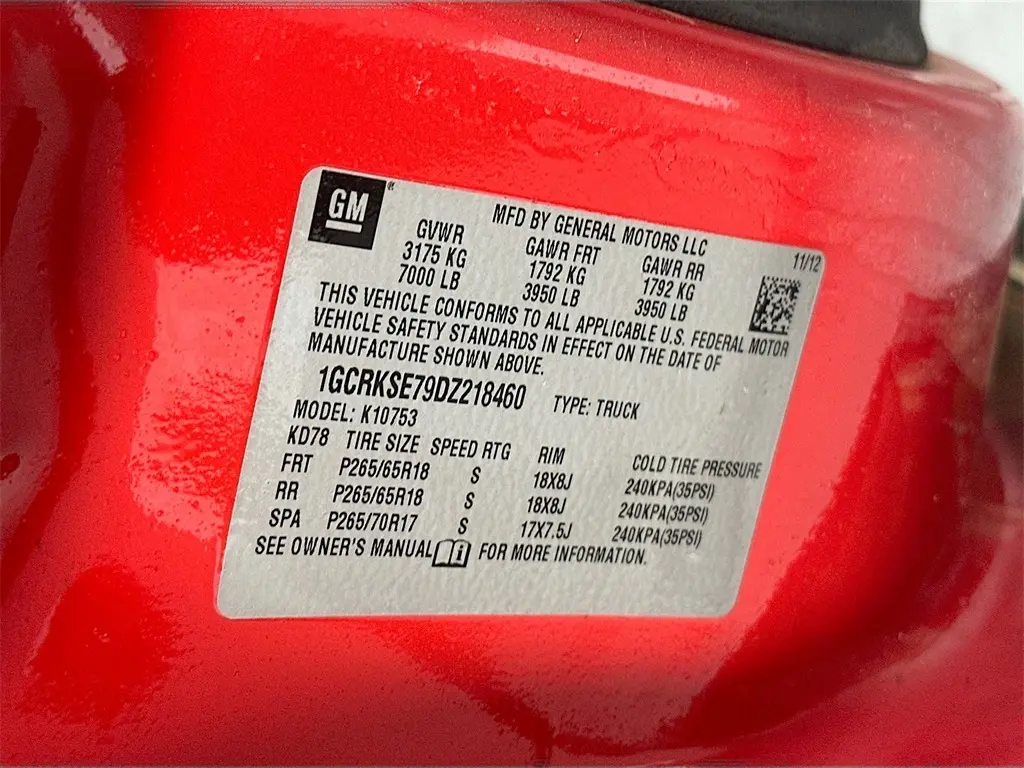 GM®
MFD BY GENERAL MOTORS LLC
11/12
GVWR GAWR FRT GAWR RR
3175 KG 1792 KG 1792 KG
7000 LB 3950 LB 3950 LB
THIS VEHICLE CONFORMS TO ALL APPLICABLE U.S. FEDERAL MOTOR
VEHICLE SAFETY STANDARDS IN EFFECT ON THE DATE OF
MANUFACTURE SHOWN ABOVE.
1GCRKSE79DZ218460 TYPE: TRUCK
MODEL: K10753
KD78 TIRE SIZE SPEED RTG RIM COLD TIRE PRESSURE
FRT P265/65R18 S 18X8J 240KPA(35PSI)
RR P265/65R18 S 18X8J 240KPA(35PSI)
SPA P265/70R17 S 17X7.5J 240KPA(35PSI)
SEE OWNER'S MANUAL FOR MORE INFORMATION.